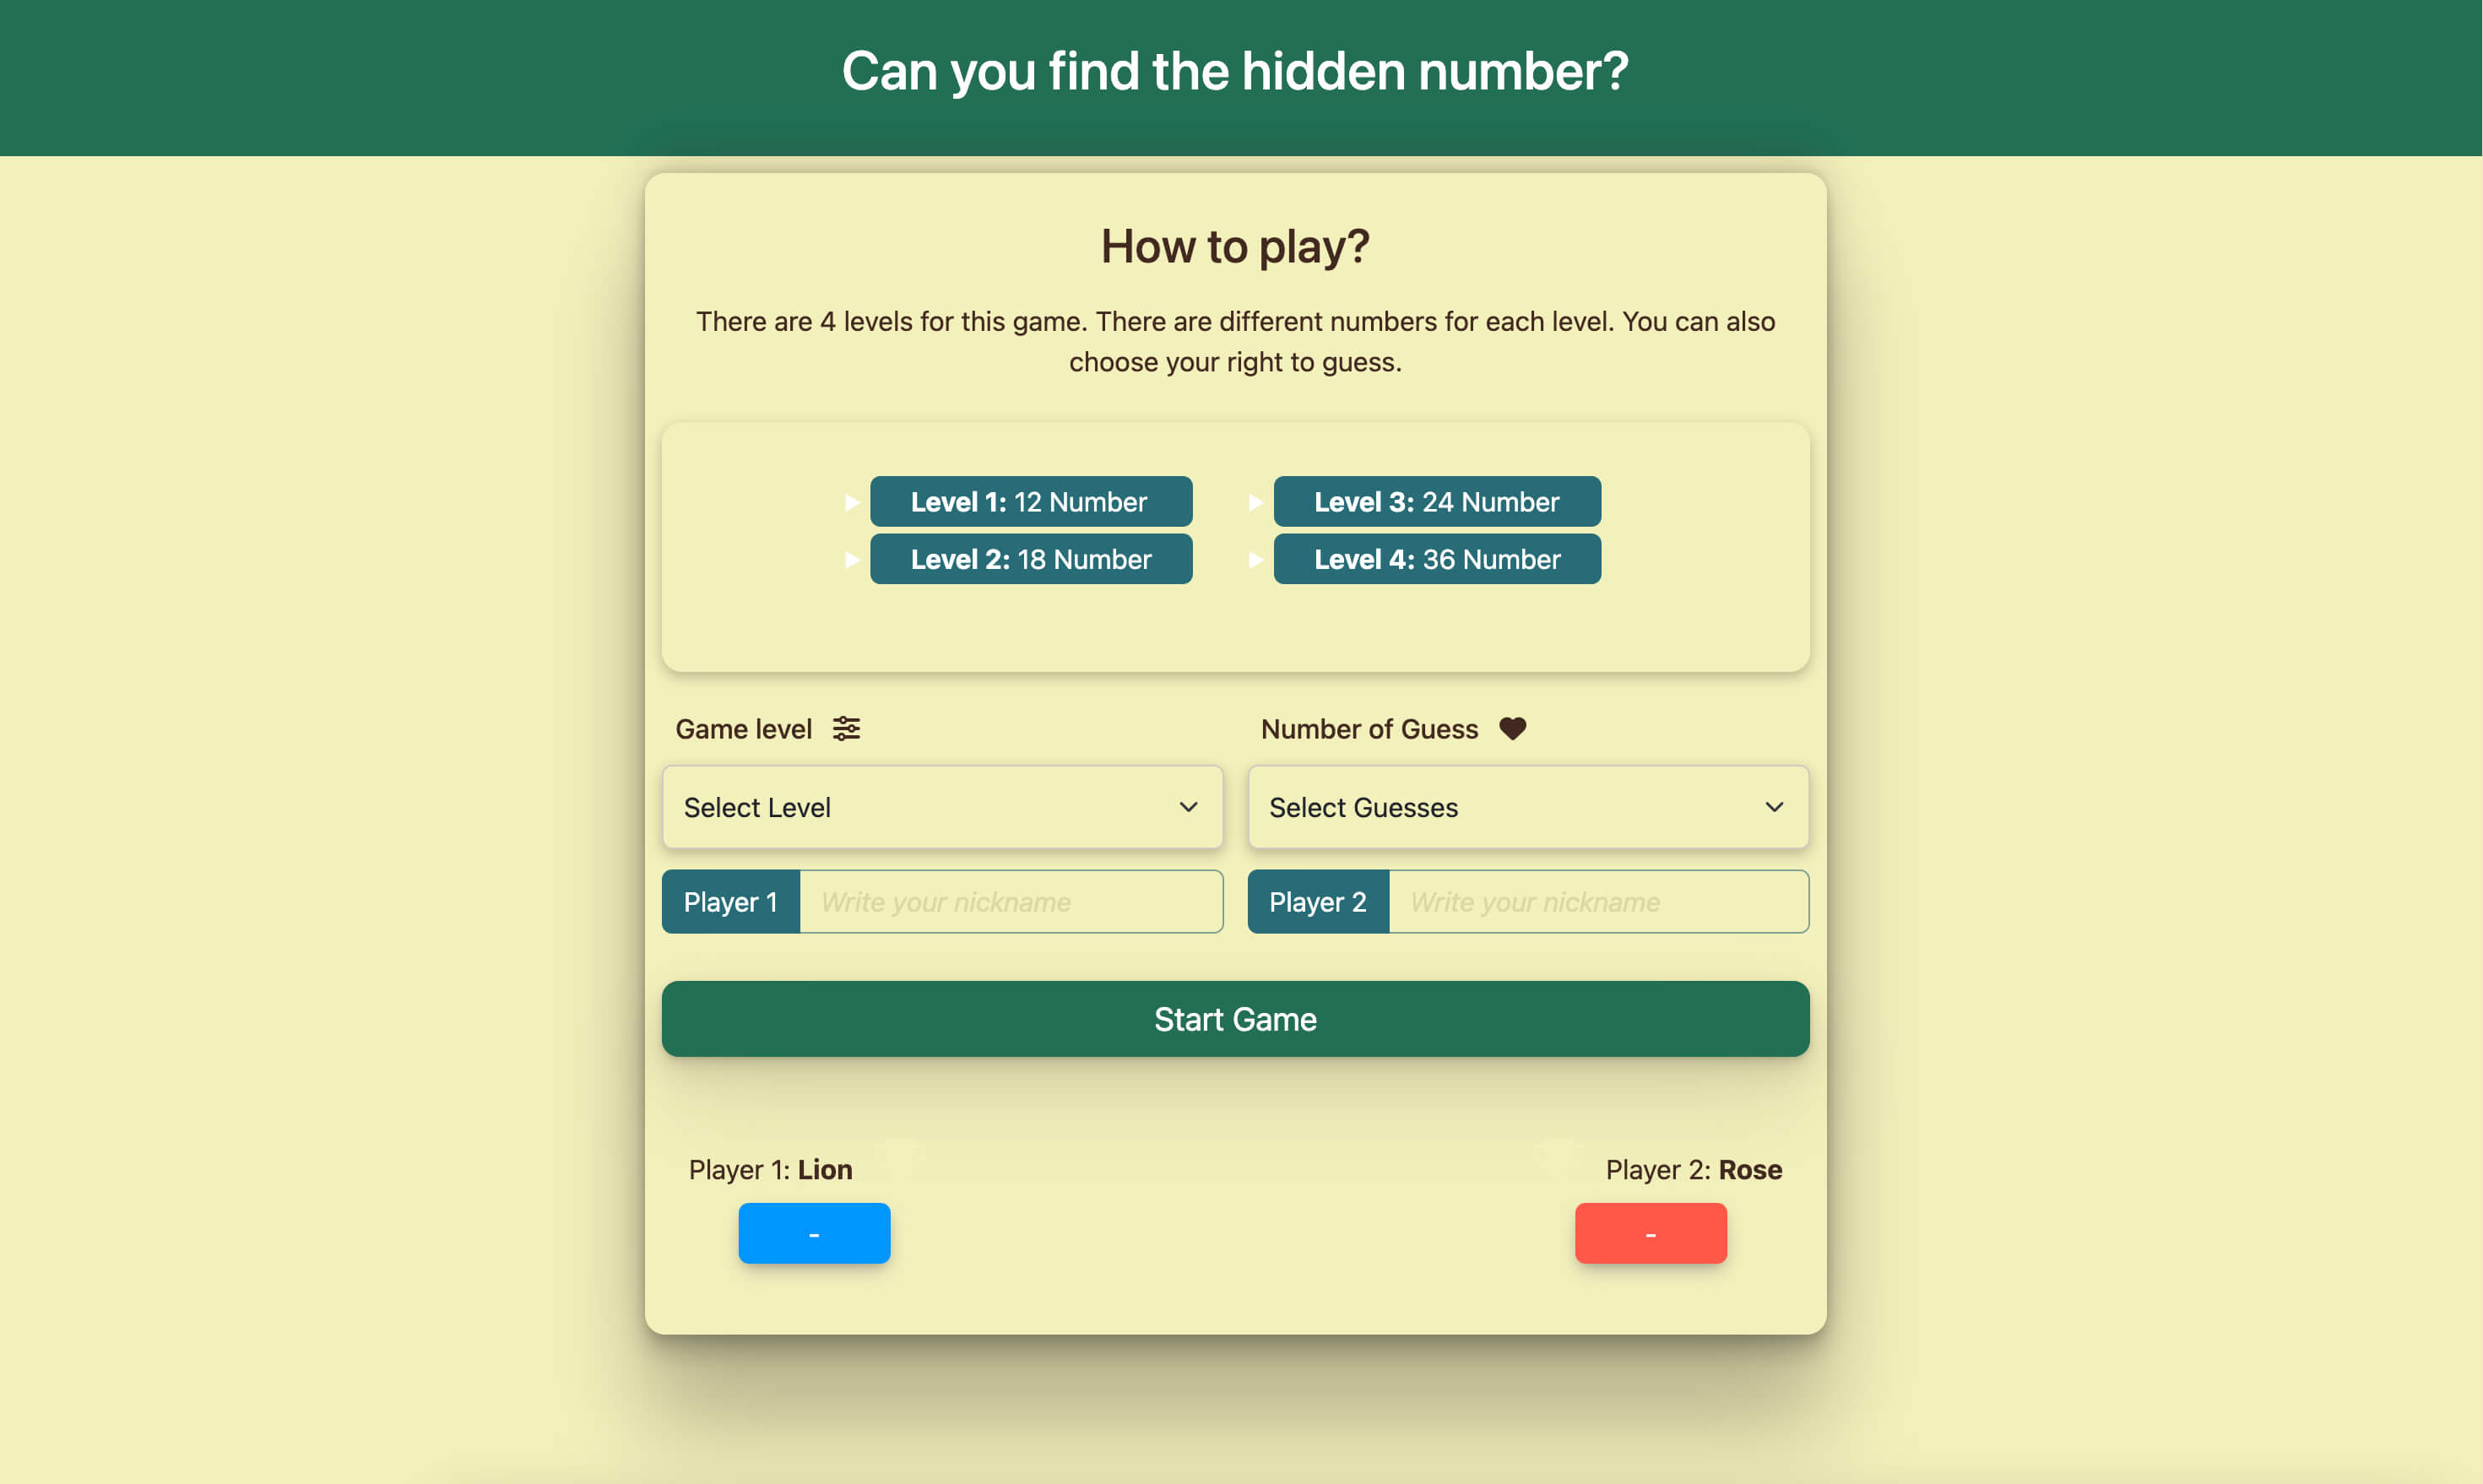 Can you find the hidden number?
How to play?
There are 4 levels for this game. There are different numbers for each level. You can also
choose your right to guess.
Level 1: 12 Number
Level 2: 18 Number
Level 3: 24 Number
Level 4: 36 Number
Game level
Number of Guess
Select Level
Select Guesses
Player 1 Write your nickname
Player 2 Write your nickname
Start Game
Player 1: Lion
-
Player 2: Rose
-